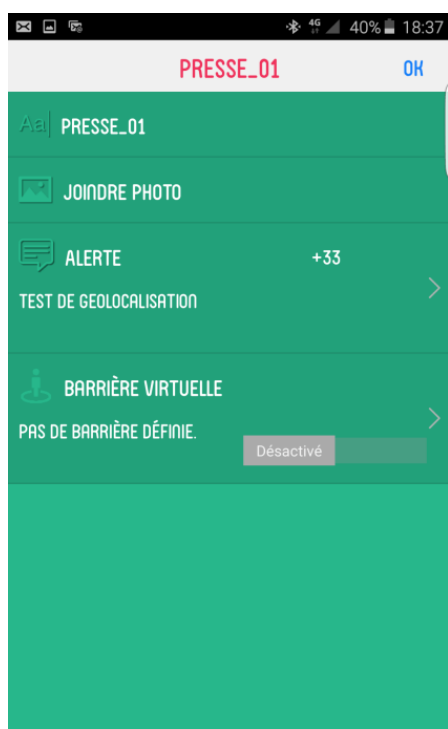 4G 40% 18:37
PRESSE_01 OK
Aa PRESSE_01
JOINDRE PHOTO
ALERTE +33
TEST DE GEOLOCALISATION
BARRIÈRE VIRTUELLE
PAS DE BARRIÈRE DÉFINIE.
Désactivé